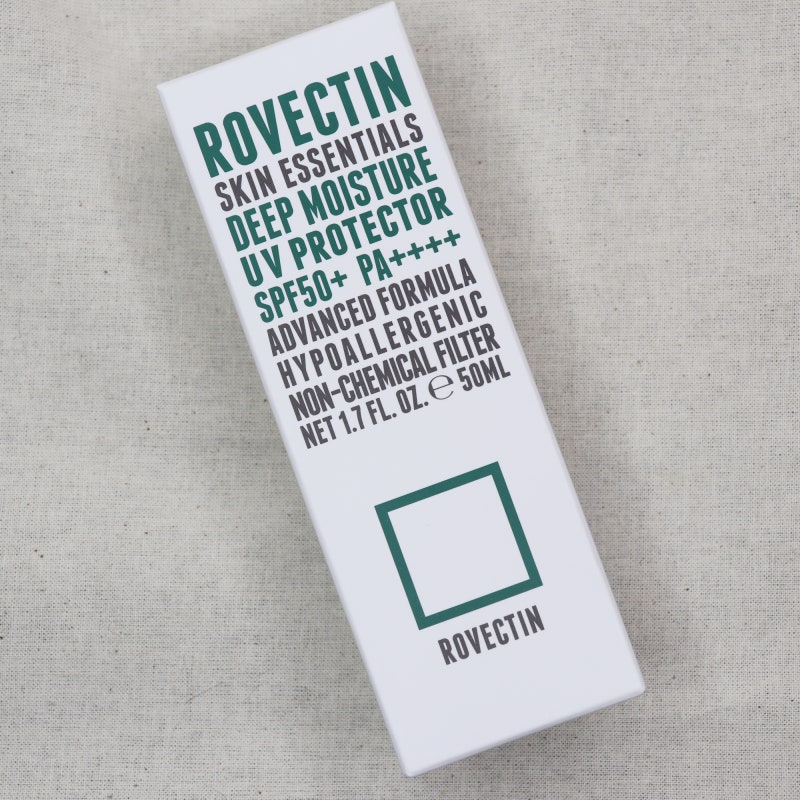 ROVECTIN
SKIN ESSENTIALS
DEEP MOISTURE
UV PROTECTOR
SPF50+ PA++++
ADVANCED FORMULA
HYPOALLERGENIC
NON-CHEMICAL FILTER
NET 1.7 FL. OZ. ℮ 50ML
ROVECTIN